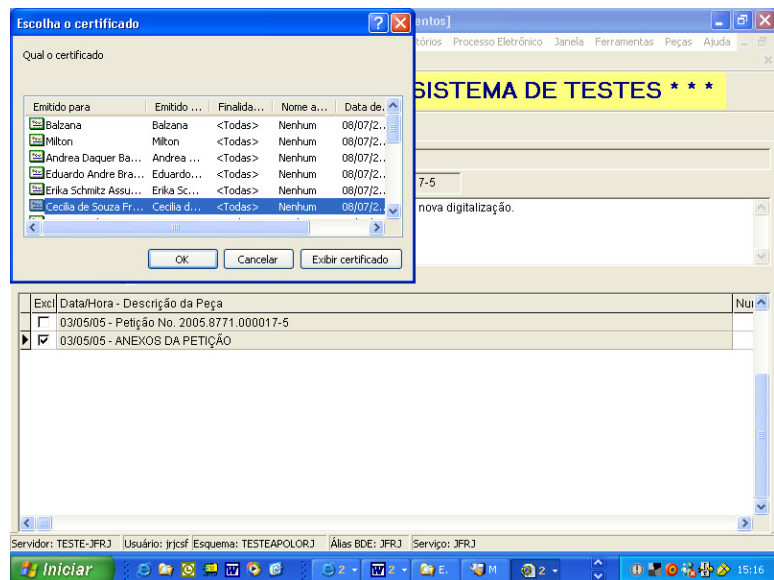 Escolha o certificado
entos]
tórios Processo Eletrônico Janela Ferramentas Peças Ajuda
Qual o certificado
SISTEMA DE TESTES * * *
Emitido para Emitido ... Finalida... Nome a... Data de.
Balzana Balzana <Todas> Nenhum 08/07/2..
Milton Milton <Todas> Nenhum 08/07/2..
Andrea Daquer Ba... Andrea ... <Todas> Nenhum 08/07/2..
Eduardo Andre Bra... Eduardo... <Todas> Nenhum 08/07/2..
Erika Schmitz Assu... Erika Sc... <Todas> Nenhum 08/07/2..
Cecilia de Souza Fr... Cecilia d... <Todas> Nenhum 08/07/2..
7-5
nova digitalização.
OK Cancelar Exibir certificado
Excl Data/Hora - Descrição da Peça Nu
03/05/05 - Petição No. 2005.8771.000017-5
03/05/05 - ANEXOS DA PETIÇÃO
Servidor: TESTE-JFRJ Usuário: jrjcsf Esquema: TESTEAPOLORJ Álias BDE: JFRJ Serviço: JFRJ
Iniciar 2 2 E. M 2 15:16